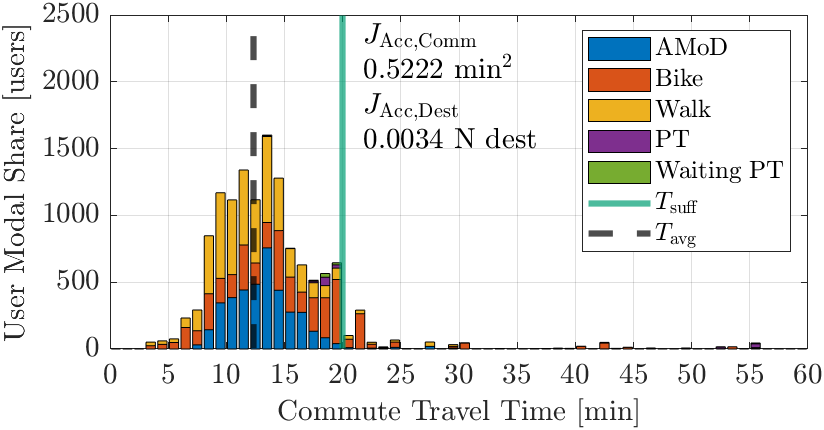 2500
2000
1500
1000
500
0
User Modal Share [users]
J_Acc,Comm
0.5222 min²
J_Acc,Dest
0.0034 N dest
AMoD
Bike
Walk
PT
Waiting PT
T_suff
T_avg
0 5 10 15 20 25 30 35 40 45 50 55 60
Commute Travel Time [min]